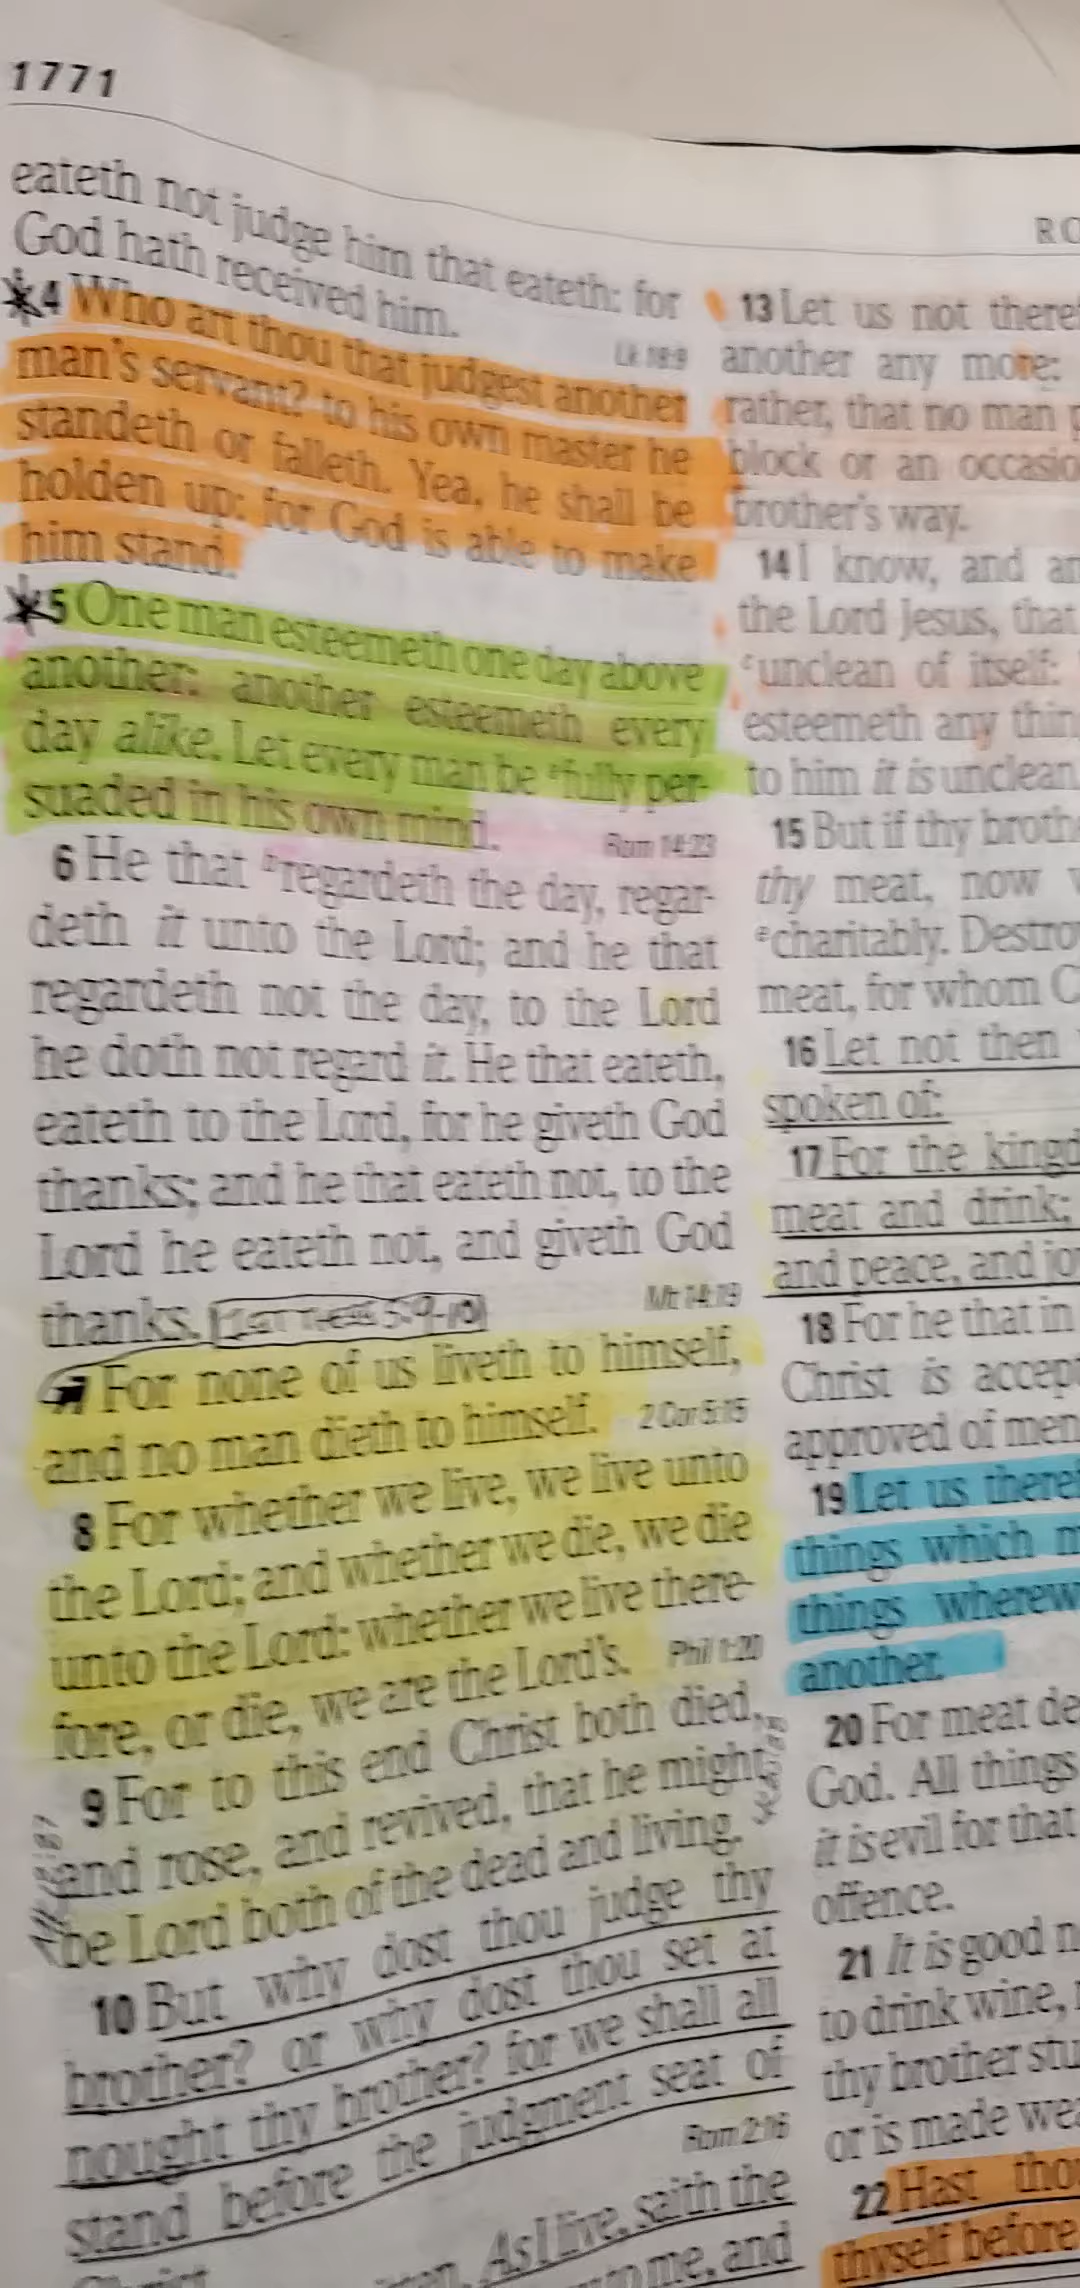 1771
eateth not judge him that eateth: for
God hath received him.
Lk 18:9
4 Who art thou that judgest another
man's servant? to his own master he
standeth or falleth. Yea, he shall be
holden up: for God is able to make
him stand.
5 One man esteemeth one day above
another: another esteemeth every
day alike. Let every man be fully per-
suaded in his own mind.
Rom 14:23
6 He that regardeth the day, regar-
deth it unto the Lord; and he that
regardeth not the day, to the Lord
he doth not regard it. He that eateth,
eateth to the Lord, for he giveth God
thanks; and he that eateth not, to the
Lord he eateth not, and giveth God
thanks. 1ST THESS 5:9-10 Mt 14:19
7 For none of us liveth to himself,
and no man dieth to himself. 2 Cor 5:15
8 For whether we live, we live unto
the Lord; and whether we die, we die
unto the Lord: whether we live there-
fore, or die, we are the Lord's. Phil 1:20
9 For to this end Christ both died,
and rose, and revived, that he might
be Lord both of the dead and living.
10 But why dost thou judge thy
brother? or why dost thou set at
nought thy brother? for we shall all
stand before the judgment seat of
Christ. Rom 2:16
As I live, saith the
to me, and
RO
13 Let us not theref
another any more:
rather, that no man p
block or an occasio
brother's way.
14 I know, and am
the Lord Jesus, that
unclean of itself:
esteemeth any thin
to him it is unclean.
15 But if thy broth
thy meat, now
charitably. Destro
meat, for whom C
16 Let not then
spoken of:
17 For the kingd
meat and drink;
and peace, and jo
18 For he that in
Christ is accept
approved of men
19 Let us theref
things which m
things wherew
another.
20 For meat de
God. All things
it is evil for that
offence.
21 It is good n
to drink wine,
thy brother stu
or is made wea
22 Hast tho
thyself before